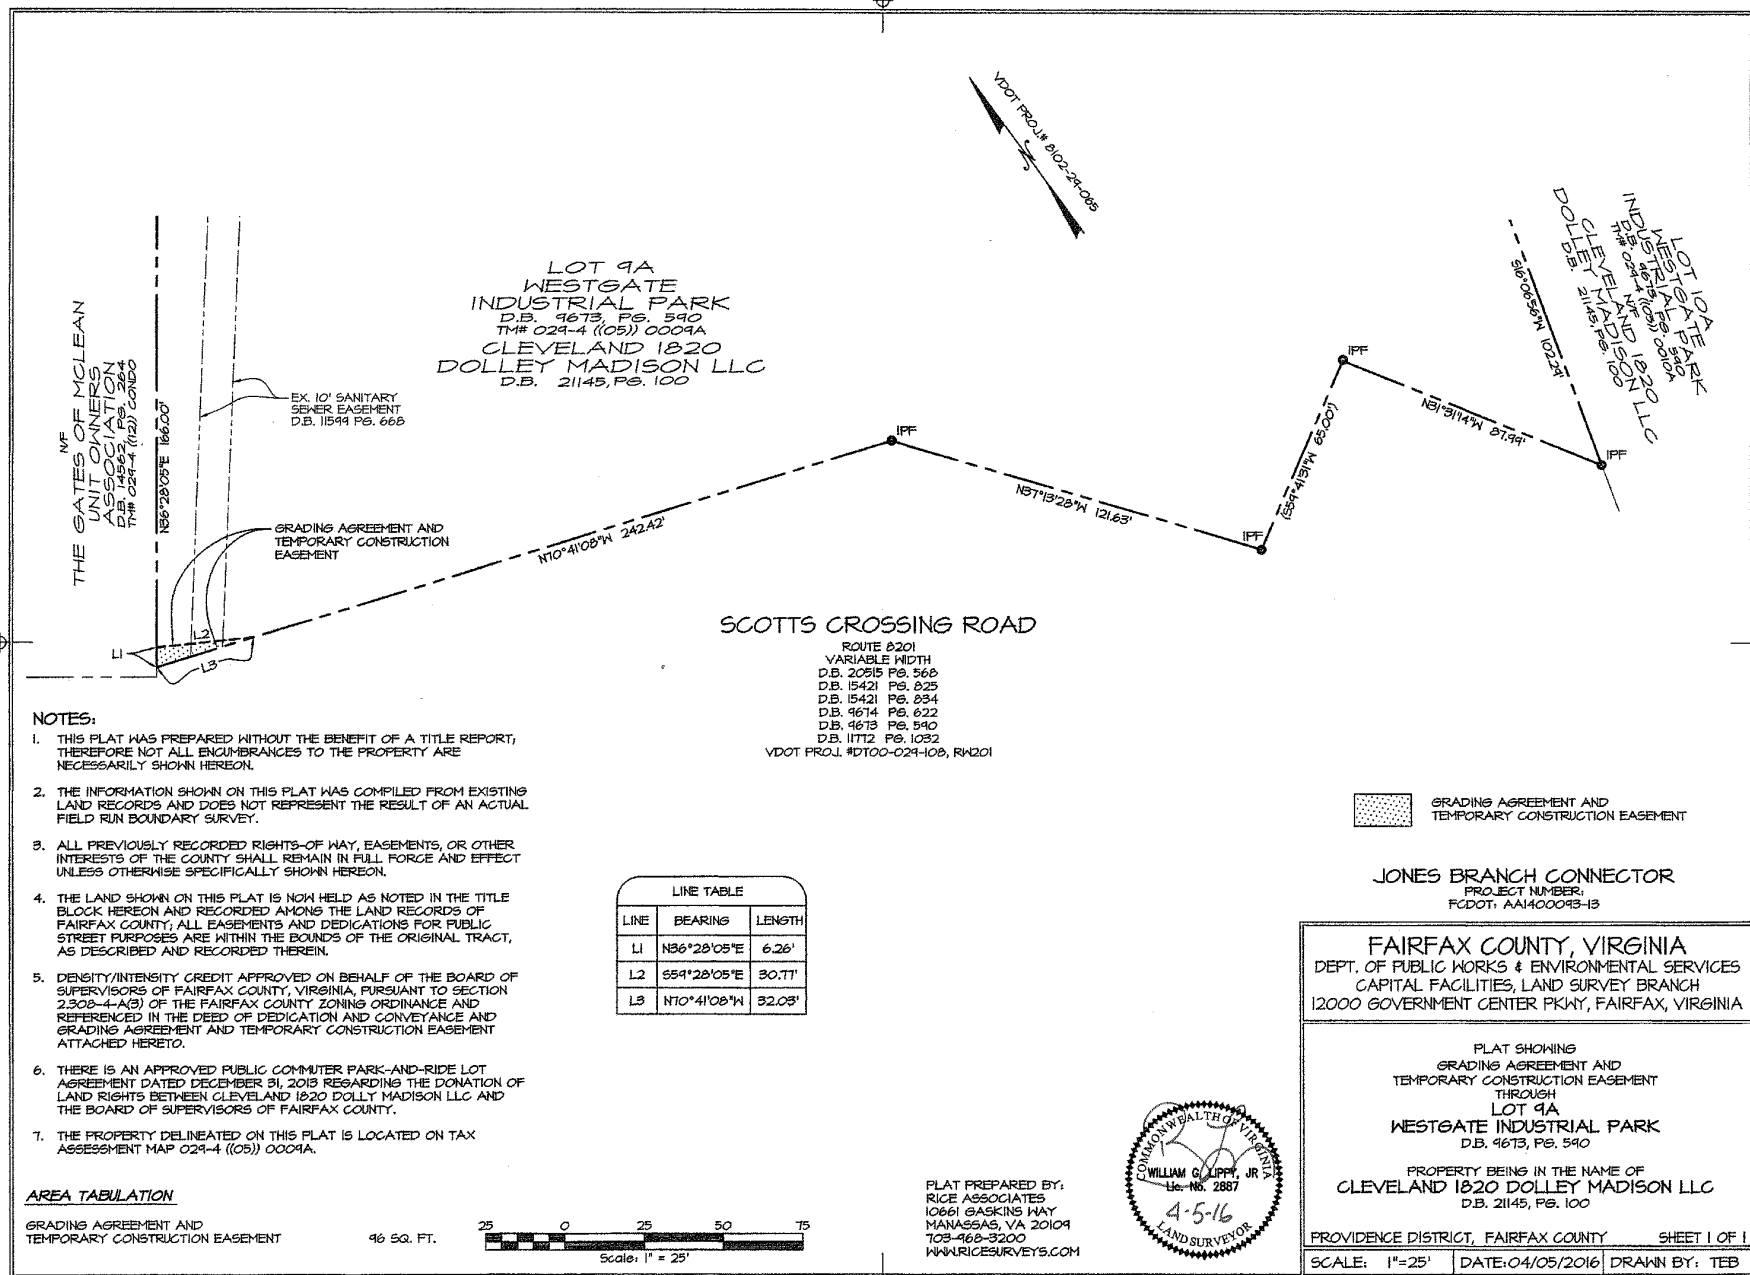 VDOT PROJ.# 8102-29-065
N
LOT 9A
WESTGATE
INDUSTRIAL PARK
D.B. 9673, PG. 590
TM# 029-4 ((05)) 0009A
CLEVELAND 1820
DOLLEY MADISON LLC
D.B. 21145, PG. 100
LOT 10A
WESTGATE
INDUSTRIAL PARK
D.B. 9673, PG. 590
TM# 029-4 ((05)) 0010A
N/F
CLEVELAND 1820
DOLLEY MADISON LLC
D.B. 21145, PG. 100
S16°06'56"W 102.29'
N/F
THE GATES OF MCLEAN
UNIT OWNERS
ASSOCIATION
D.B. 14562, PG. 264
TM# 029-4 ((12)) CONDO
N36°28'05"E 166.00'
EX. 10' SANITARY
SEWER EASEMENT
D.B. 11599 PG. 668
GRADING AGREEMENT AND
TEMPORARY CONSTRUCTION
EASEMENT
N70°41'08"W 242.42'
IPF
N37°13'28"W 121.63'
IPF
(S59°41'31"W 65.00')
IPF
N31°31'14"W 87.99'
IPF
L1
L2
L3
SCOTTS CROSSING ROAD
ROUTE 8201
VARIABLE WIDTH
D.B. 20515 PG. 568
D.B. 15421 PG. 825
D.B. 15421 PG. 834
D.B. 9674 PG. 622
D.B. 9673 PG. 590
D.B. 11772 PG. 1032
VDOT PROJ. #DT00-029-108, RW201
NOTES:
1. THIS PLAT WAS PREPARED WITHOUT THE BENEFIT OF A TITLE REPORT;
THEREFORE NOT ALL ENCUMBRANCES TO THE PROPERTY ARE
NECESSARILY SHOWN HEREON.
2. THE INFORMATION SHOWN ON THIS PLAT WAS COMPILED FROM EXISTING
LAND RECORDS AND DOES NOT REPRESENT THE RESULT OF AN ACTUAL
FIELD RUN BOUNDARY SURVEY.
3. ALL PREVIOUSLY RECORDED RIGHTS-OF WAY, EASEMENTS, OR OTHER
INTERESTS OF THE COUNTY SHALL REMAIN IN FULL FORCE AND EFFECT
UNLESS OTHERWISE SPECIFICALLY SHOWN HEREON.
4. THE LAND SHOWN ON THIS PLAT IS NOW HELD AS NOTED IN THE TITLE
BLOCK HEREON AND RECORDED AMONG THE LAND RECORDS OF
FAIRFAX COUNTY; ALL EASEMENTS AND DEDICATIONS FOR PUBLIC
STREET PURPOSES ARE WITHIN THE BOUNDS OF THE ORIGINAL TRACT,
AS DESCRIBED AND RECORDED THEREIN.
5. DENSITY/INTENSITY CREDIT APPROVED ON BEHALF OF THE BOARD OF
SUPERVISORS OF FAIRFAX COUNTY, VIRGINIA, PURSUANT TO SECTION
2.308-4-A(3) OF THE FAIRFAX COUNTY ZONING ORDINANCE AND
REFERENCED IN THE DEED OF DEDICATION AND CONVEYANCE AND
GRADING AGREEMENT AND TEMPORARY CONSTRUCTION EASEMENT
ATTACHED HERETO.
6. THERE IS AN APPROVED PUBLIC COMMUTER PARK-AND-RIDE LOT
AGREEMENT DATED DECEMBER 31, 2013 REGARDING THE DONATION OF
LAND RIGHTS BETWEEN CLEVELAND 1820 DOLLY MADISON LLC AND
THE BOARD OF SUPERVISORS OF FAIRFAX COUNTY.
7. THE PROPERTY DELINEATED ON THIS PLAT IS LOCATED ON TAX
ASSESSMENT MAP 029-4 ((05)) 0009A.
AREA TABULATION
GRADING AGREEMENT AND
TEMPORARY CONSTRUCTION EASEMENT 96 SQ. FT.
LINE TABLE
LINE BEARING LENGTH
L1 N36°28'05"E 6.26'
L2 S59°28'05"E 30.77'
L3 N70°41'08"W 32.03'
25 0 25 50 75
Scale: 1" = 25'
PLAT PREPARED BY:
RICE ASSOCIATES
10661 GASKINS WAY
MANASSAS, VA 20109
703-968-3200
WWW.RICESURVEYS.COM
COMMONWEALTH OF VIRGINIA
WILLIAM G. LIPPY, JR
Lic. No. 2887
4-5-16
LAND SURVEYOR
GRADING AGREEMENT AND
TEMPORARY CONSTRUCTION EASEMENT
JONES BRANCH CONNECTOR
PROJECT NUMBER:
FCDOT: AA1400093-13
FAIRFAX COUNTY, VIRGINIA
DEPT. OF PUBLIC WORKS & ENVIRONMENTAL SERVICES
CAPITAL FACILITIES, LAND SURVEY BRANCH
12000 GOVERNMENT CENTER PKWY, FAIRFAX, VIRGINIA
PLAT SHOWING
GRADING AGREEMENT AND
TEMPORARY CONSTRUCTION EASEMENT
THROUGH
LOT 9A
WESTGATE INDUSTRIAL PARK
D.B. 9673, PG. 590
PROPERTY BEING IN THE NAME OF
CLEVELAND 1820 DOLLEY MADISON LLC
D.B. 21145, PG. 100
PROVIDENCE DISTRICT, FAIRFAX COUNTY SHEET 1 OF 1
SCALE: 1"=25' DATE:04/05/2016 DRAWN BY: TEB